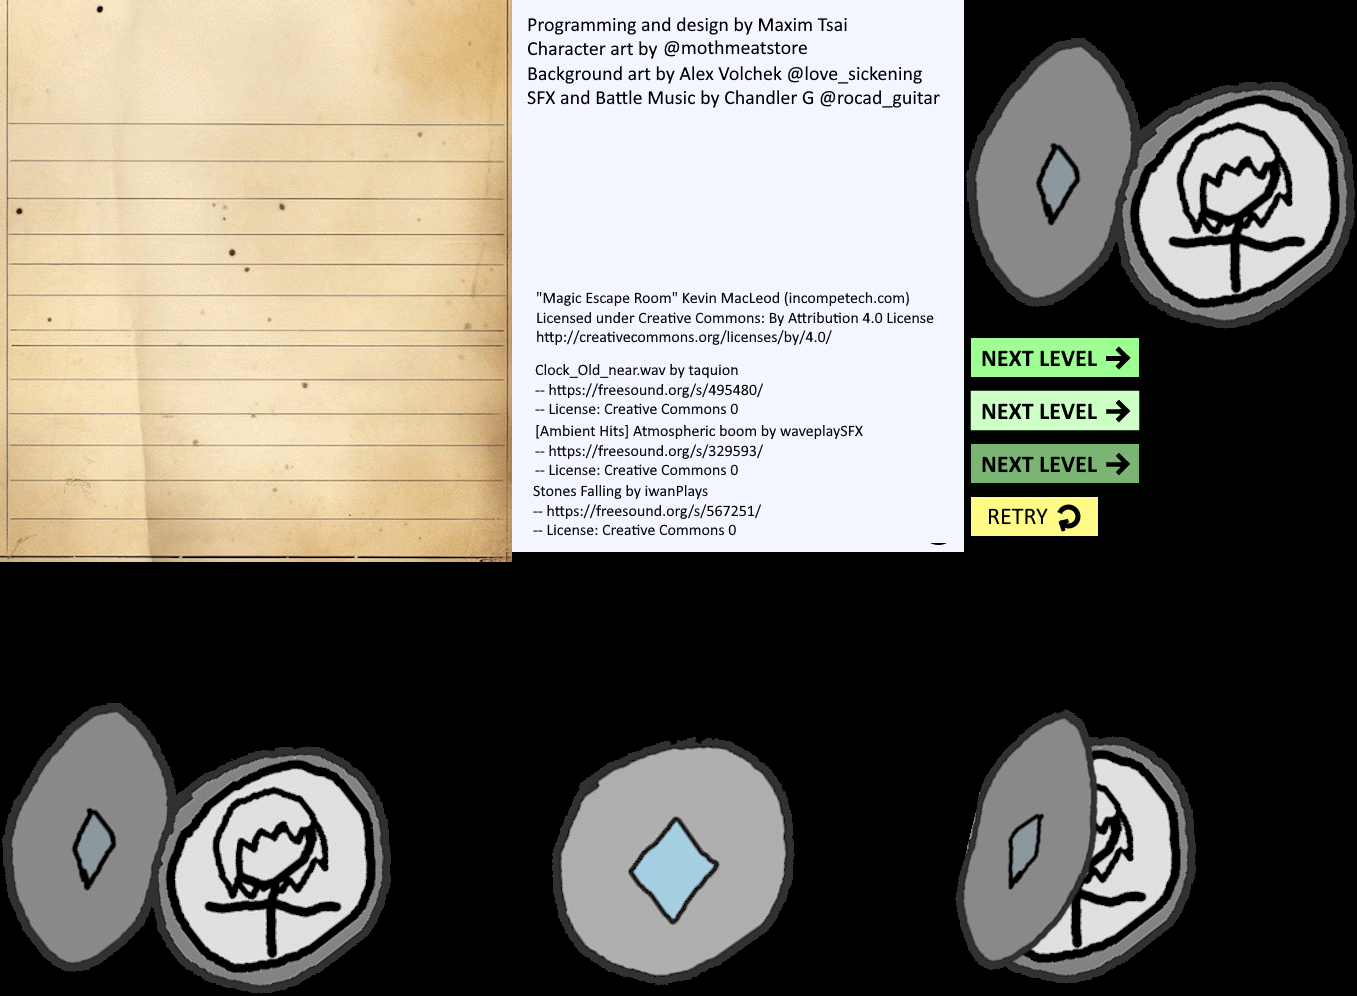 Programming and design by Maxim Tsai
Character art by @mothmeatstore
Background art by Alex Volchek @love_sickening
SFX and Battle Music by Chandler G @rocad_guitar
"Magic Escape Room" Kevin MacLeod (incompetech.com)
Licensed under Creative Commons: By Attribution 4.0 License
http://creativecommons.org/licenses/by/4.0/
Clock_Old_near.wav by taquion
-- https://freesound.org/s/495480/
-- License: Creative Commons 0
[Ambient Hits] Atmospheric boom by waveplaySFX
-- https://freesound.org/s/329593/
-- License: Creative Commons 0
Stones Falling by iwanPlays
-- https://freesound.org/s/567251/
-- License: Creative Commons 0
NEXT LEVEL
NEXT LEVEL
NEXT LEVEL
RETRY